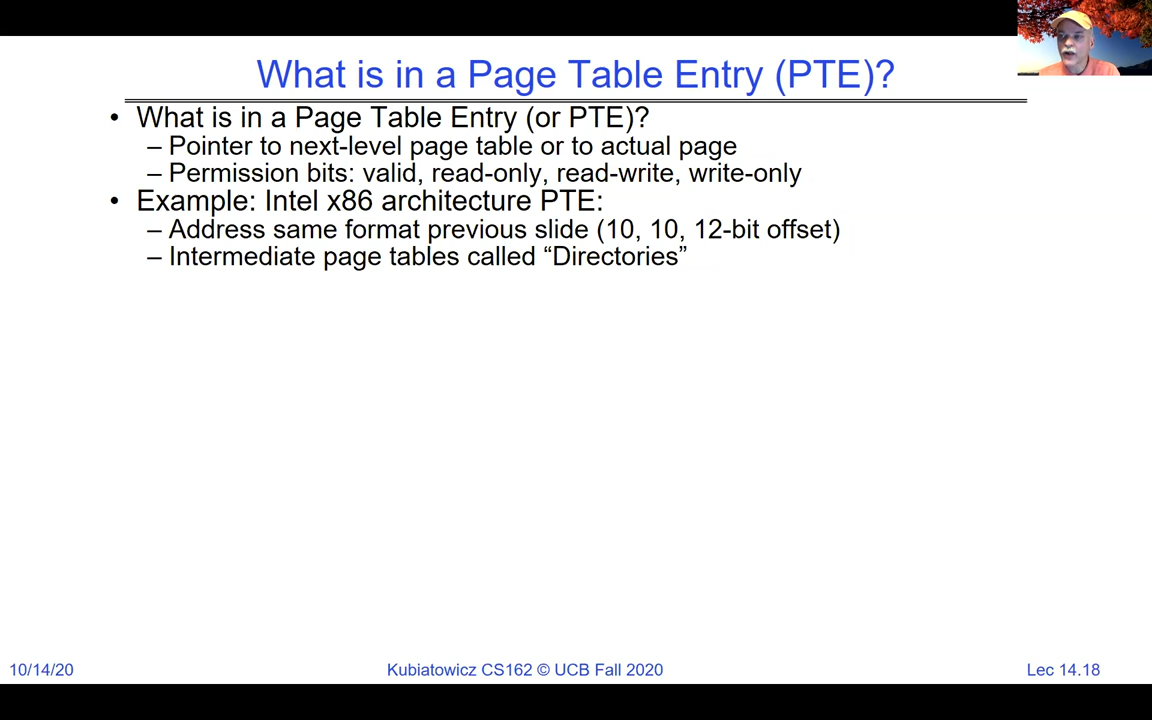 What is in a Page Table Entry (PTE)?
• What is in a Page Table Entry (or PTE)?
– Pointer to next-level page table or to actual page
– Permission bits: valid, read-only, read-write, write-only
• Example: Intel x86 architecture PTE:
– Address same format previous slide (10, 10, 12-bit offset)
– Intermediate page tables called “Directories”
10/14/20
Kubiatowicz CS162 © UCB Fall 2020
Lec 14.18